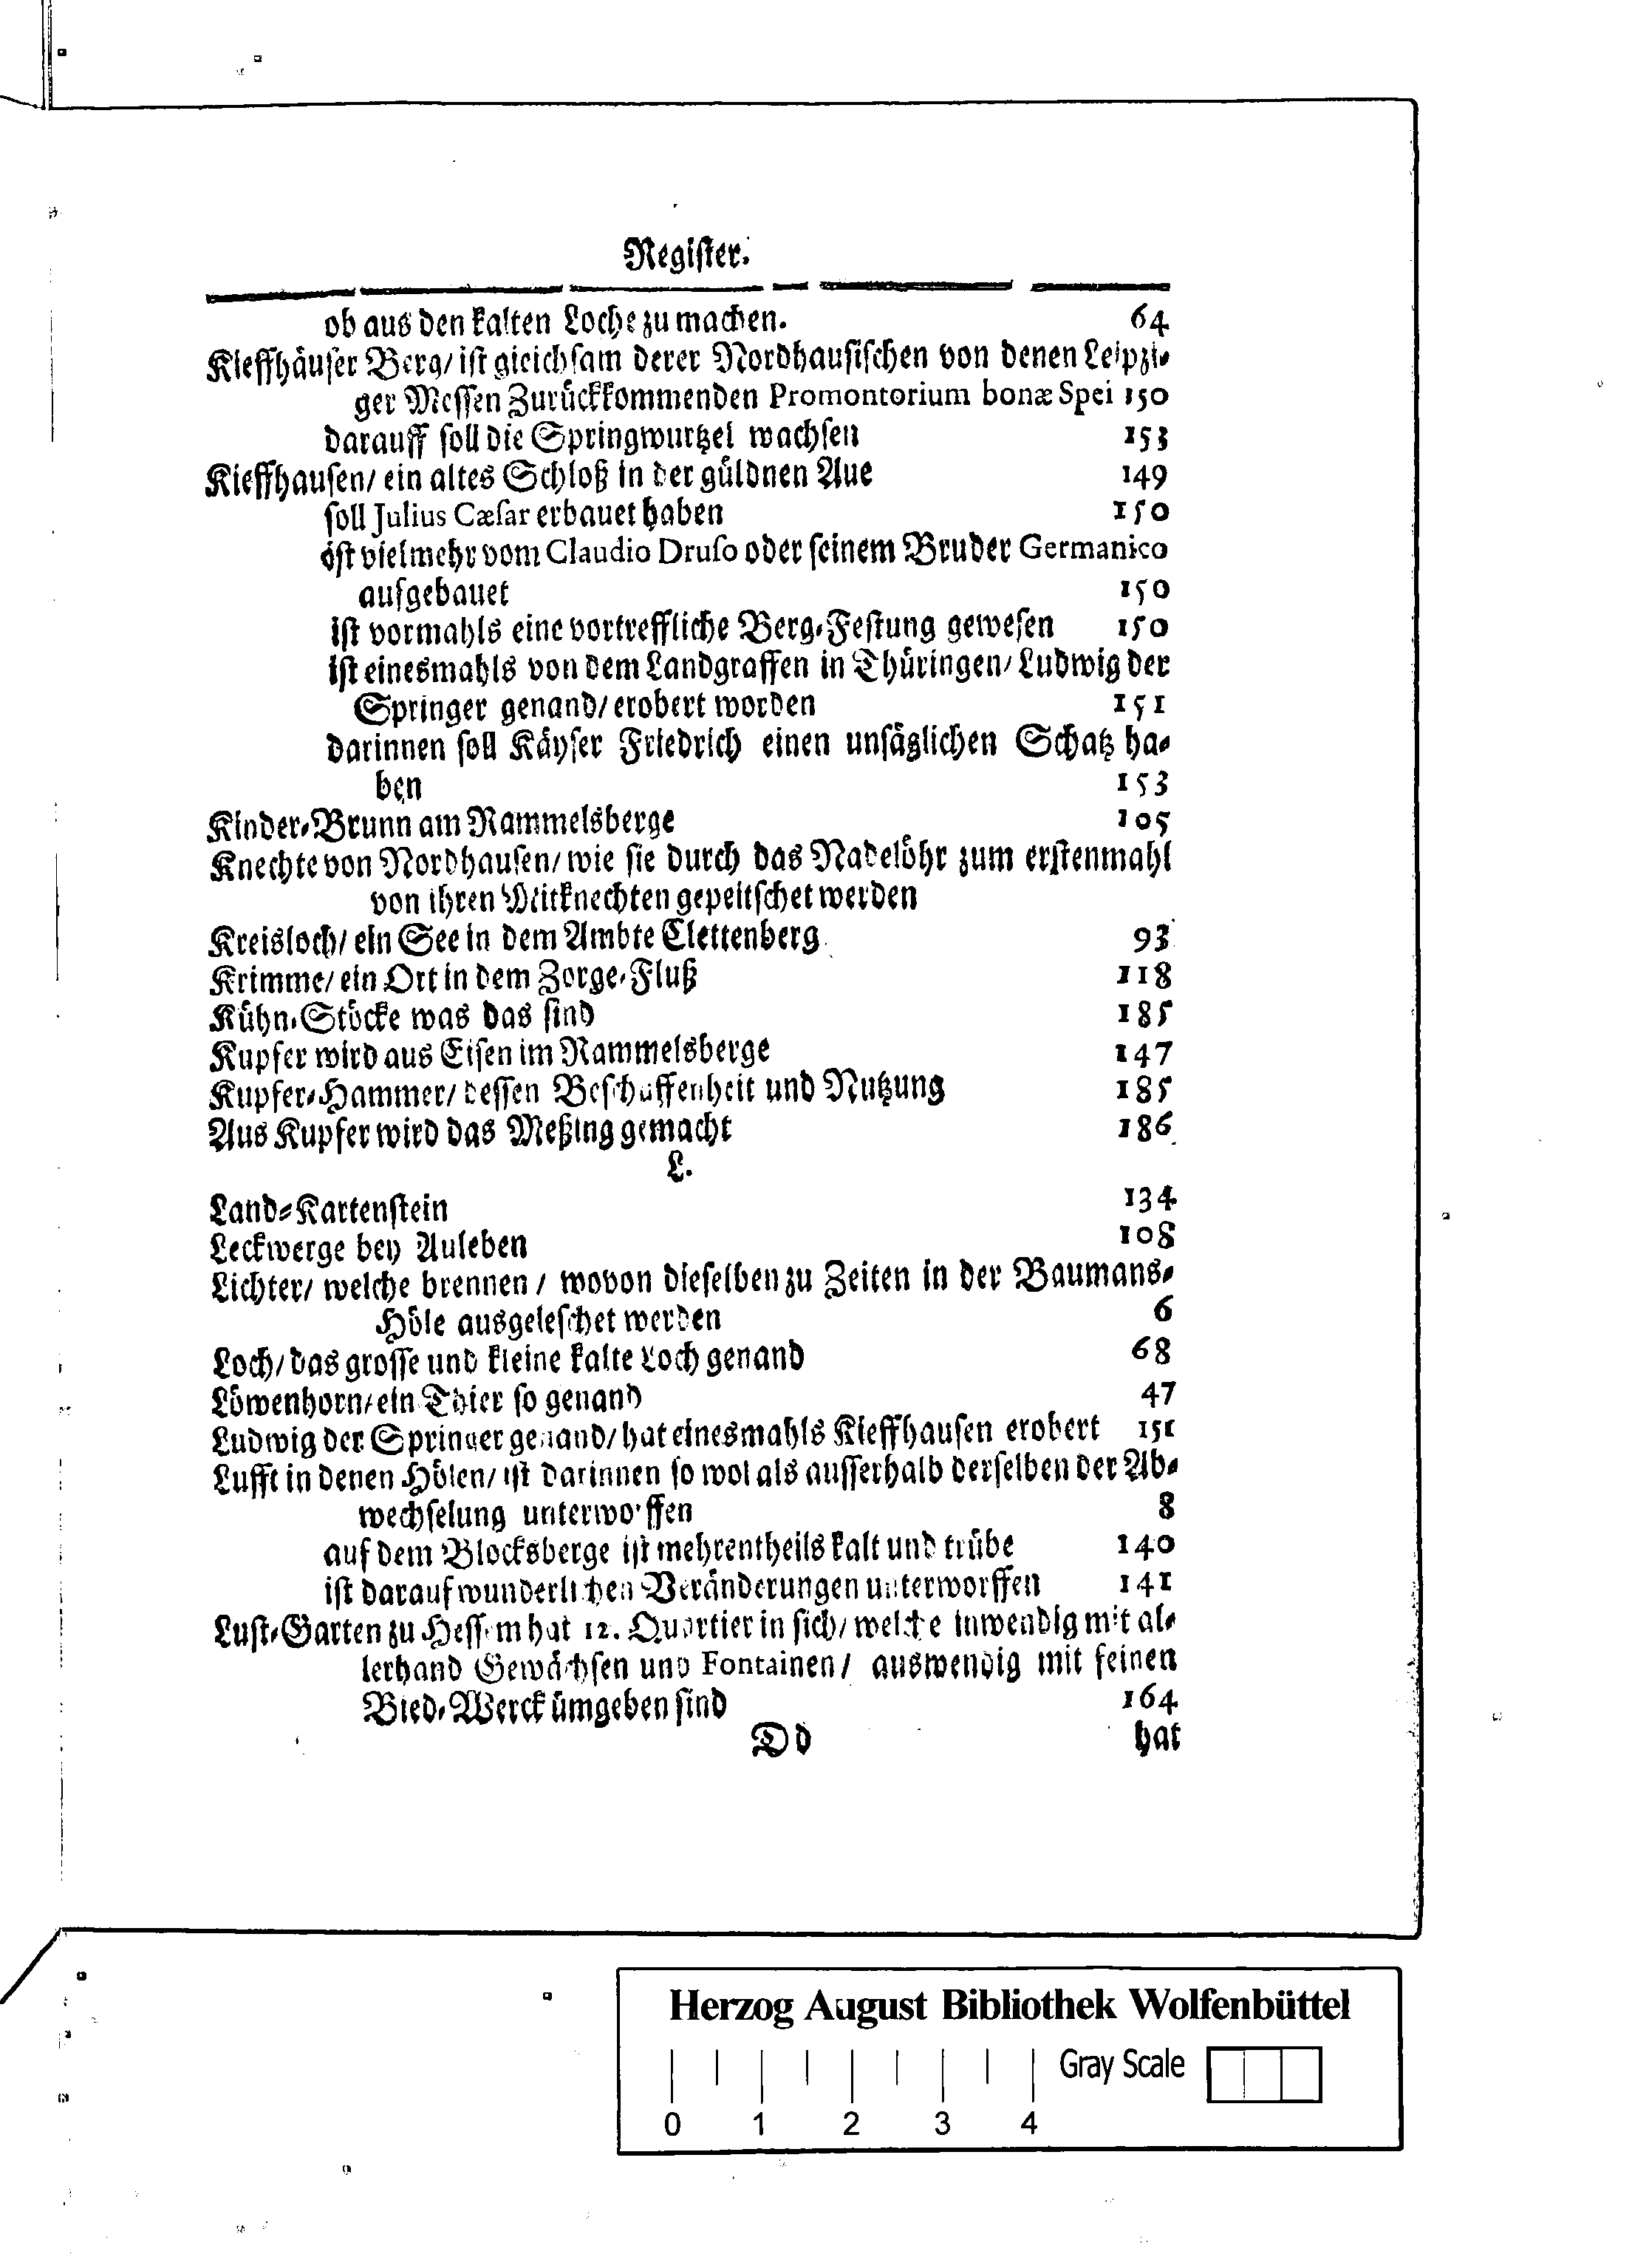 Register.
ob aus den kalten Loche zu machen. 64
Kieffhäuser Berg/ ist gleichsam derer Nordhausischen von denen Leipzi-
ger Messen Zurückkommenden Promontorium bonæ Spei 150
darauff soll die Springwurtzel wachsen 153
Kieffhausen/ ein altes Schloß in der güldnen Aue 149
soll Julius Cæsar erbauet haben 150
ist vielmehr vom Claudio Druso oder seinem Bruder Germanico
aufgebauet 150
ist vormahls eine vortreffliche Berg-Festung gewesen 150
ist einesmahls von dem Landgraffen in Thüringen/ Ludwig der
Springer genand/ erobert worden 151
darinnen soll Käyser Friedrich einen unsäglichen Schatz ha-
ben 153
Kinder-Brunn am Rammelsberge 105
Knechte von Nordhausen/ wie sie durch das Nadelöhr zum erstenmahl
von ihren Mitknechten gepeitschet werden
Kreisloch/ ein See in dem Ambte Clettenberg 93
Krimme/ ein Ort in dem Zorge-Fluß 118
Kühn-Stöcke was das sind 185
Kupfer wird aus Eisen im Rammelsberge 147
Kupfer-Hammer/ dessen Beschaffenheit und Nutzung 185
Aus Kupfer wird das Meßing gemacht 186
L.
Land-Kartenstein 134
Leckwerge bey Auleben 108
Lichter/ welche brennen / wovon dieselben zu Zeiten in der Baumans-
Höle ausgeleschet werden 6
Loch/ das grosse und kleine kalte Loch genand 68
Löwenhorn/ ein Thier so genand 47
Ludwig der Springer genand/ hat einesmahls Kieffhausen erobert 151
Lufft in denen Hölen/ ist darinnen so wol als ausserhalb derselben der Ab-
wechselung unterworffen 8
auf dem Blocksberge ist mehrentheils kalt und trübe 140
ist darauf wunderlichen Veränderungen unterworffen 141
Lust-Garten zu Hessem hat 12. Quartier in sich/ welche inwendig mit al-
lerhand Gewächsen und Fontainen/ auswendig mit feinen
Bied-Werck ümgeben sind 164
Dd hat
Herzog August Bibliothek Wolfenbüttel
Gray Scale
0 1 2 3 4